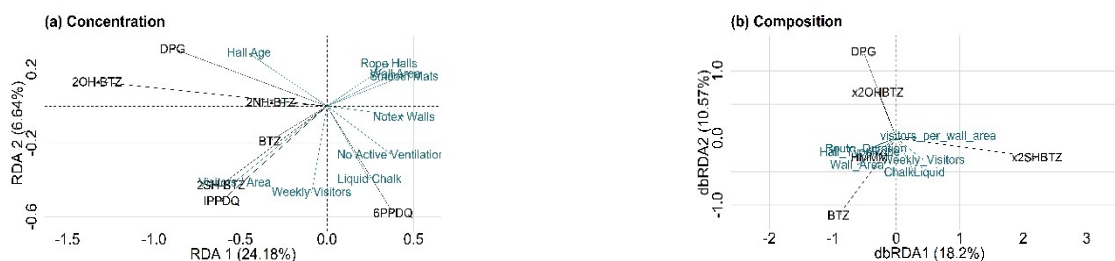 (a) Concentration
DPG
Hall Age
Rope Halls
Wall Area
2OH-BTZ
2NH-BTZ
Notex Walls
BTZ
No Active Ventilation
Liquid Chalk
2SH-BTZ
Weekly Visitors
IPPDQ
6PPDQ
0.2
-0.2
-0.6
RDA 2 (6.64%)
-1.5
-1.0
-0.5
0.0
0.5
RDA 1 (24.18%)
(b) Composition
DPG
x2OHBTZ
visitors_per_wall_area
HMMM
x2SHBTZ
Wall_Area
Weekly_Visitors
ChalkLiquid
BTZ
1.0
0.0
-1.0
dbRDA2 (10.57%)
-2
-1
0
1
2
3
dbRDA1 (18.2%)